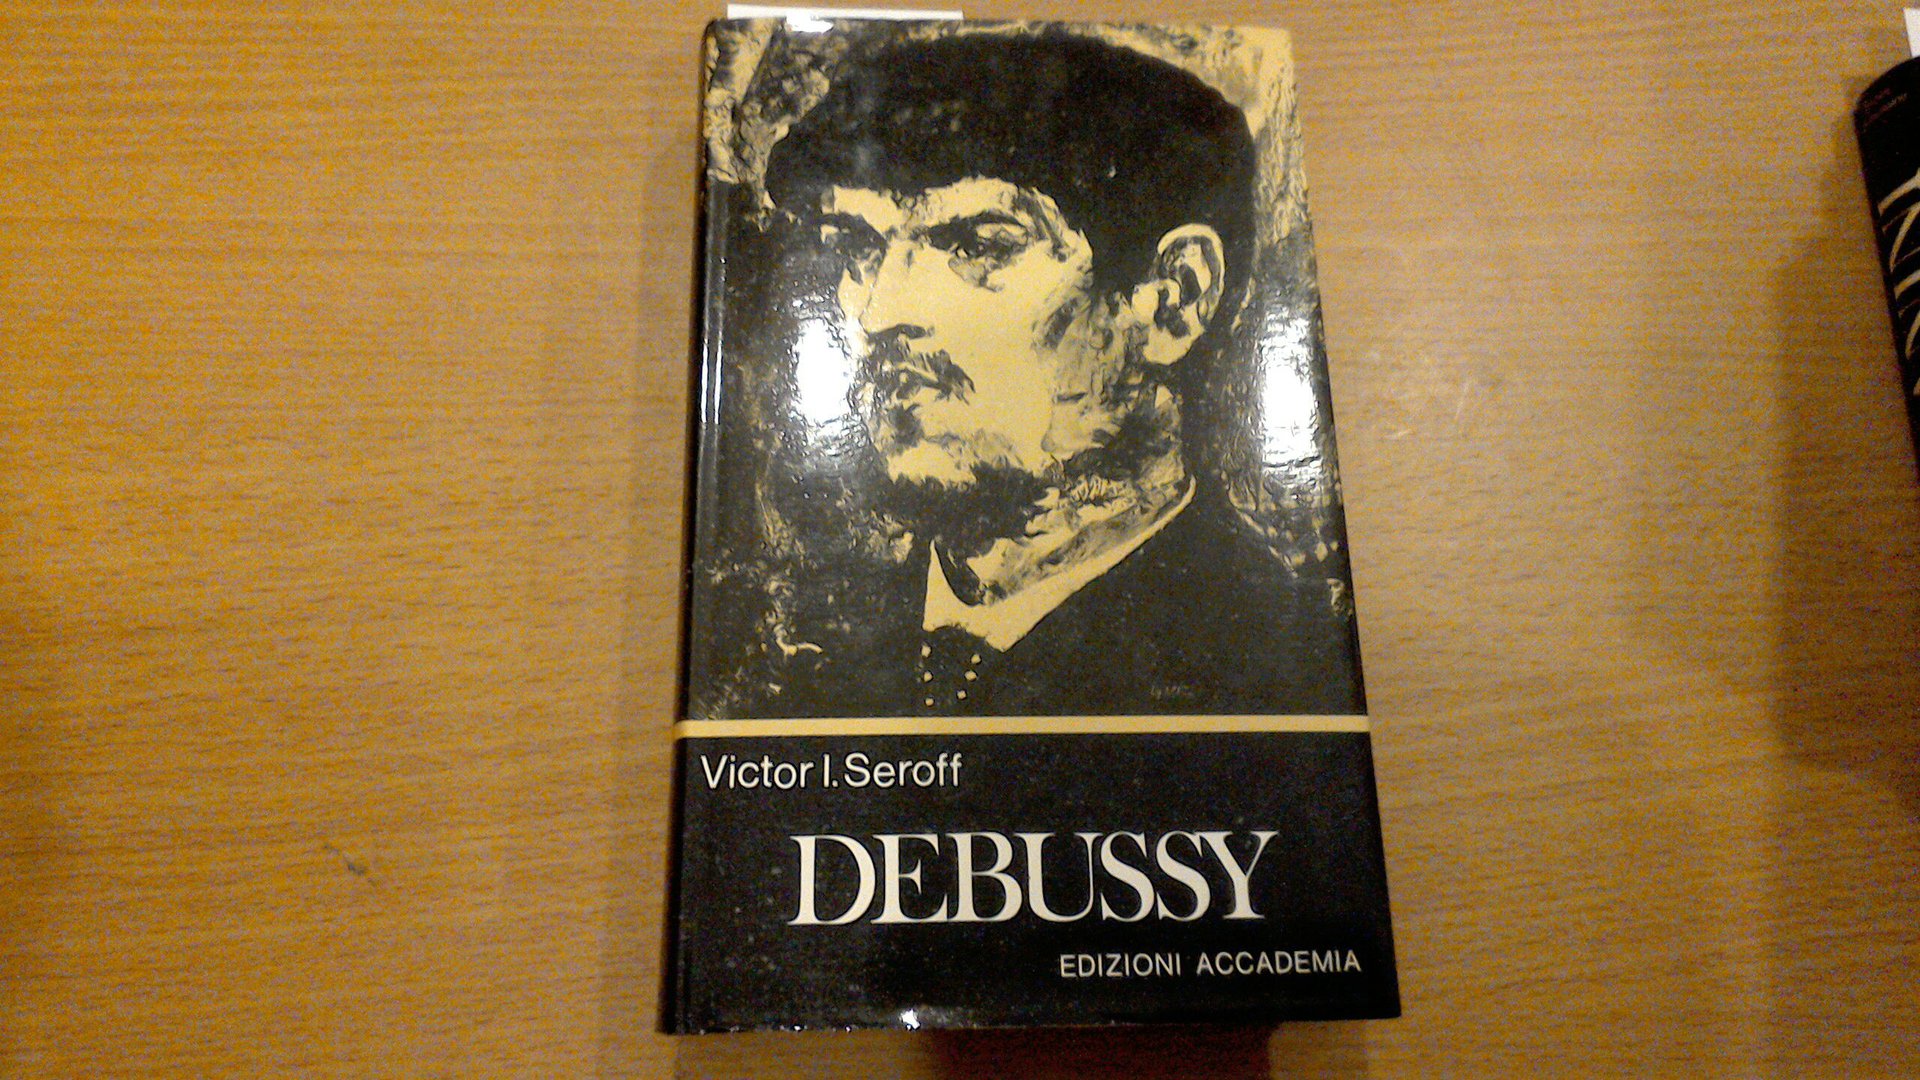 Victor I. Seroff
DEBUSSY
EDIZIONI ACCADEMIA